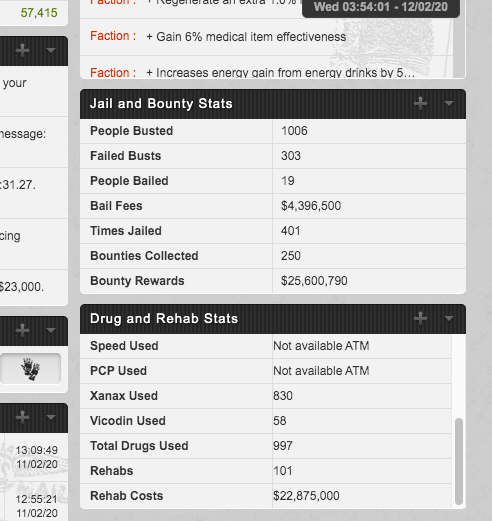 57,415
your
message:
:31.27.
cing
$23,000.
13:09:49
11/02/20
12:55:21
11/02/20
+ Regenerate an extra 1.0%
Wed 03:54:01 - 12/02/20
Faction : + Gain 6% medical item effectiveness
Faction : + Increases energy gain from energy drinks by 5…
Jail and Bounty Stats
People Busted 1006
Failed Busts 303
People Bailed 19
Bail Fees $4,396,500
Times Jailed 401
Bounties Collected 250
Bounty Rewards $25,600,790
Drug and Rehab Stats
Speed Used Not available ATM
PCP Used Not available ATM
Xanax Used 830
Vicodin Used 58
Total Drugs Used 997
Rehabs 101
Rehab Costs $22,875,000